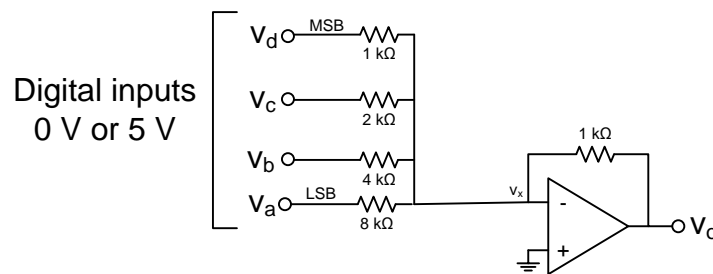 Digital inputs
0 V or 5 V
Vd
MSB
1 kΩ
Vc
2 kΩ
Vb
4 kΩ
Va
LSB
8 kΩ
1 kΩ
vx
-
+
Vo